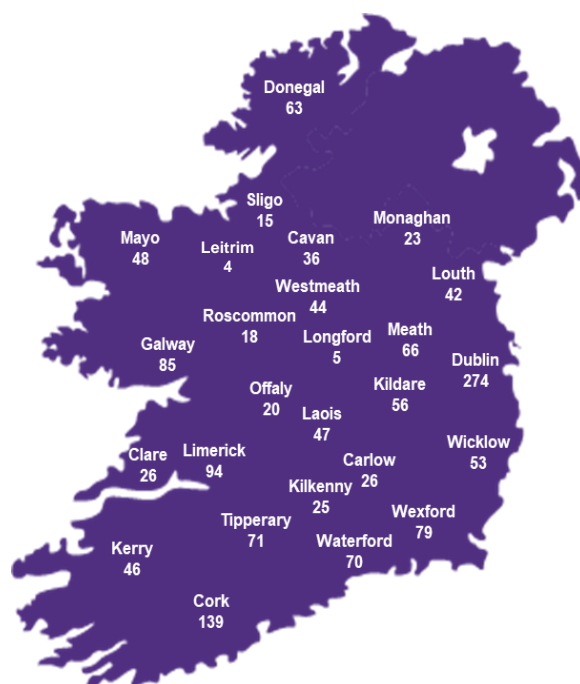 Donegal
63
Sligo
15
Monaghan
23
Mayo
48
Leitrim
4
Cavan
36
Louth
42
Westmeath
44
Roscommon
18
Longford
5
Meath
66
Galway
85
Dublin
274
Offaly
20
Kildare
56
Laois
47
Clare
26
Limerick
94
Wicklow
53
Carlow
26
Kilkenny
25
Tipperary
71
Wexford
79
Waterford
70
Kerry
46
Cork
139